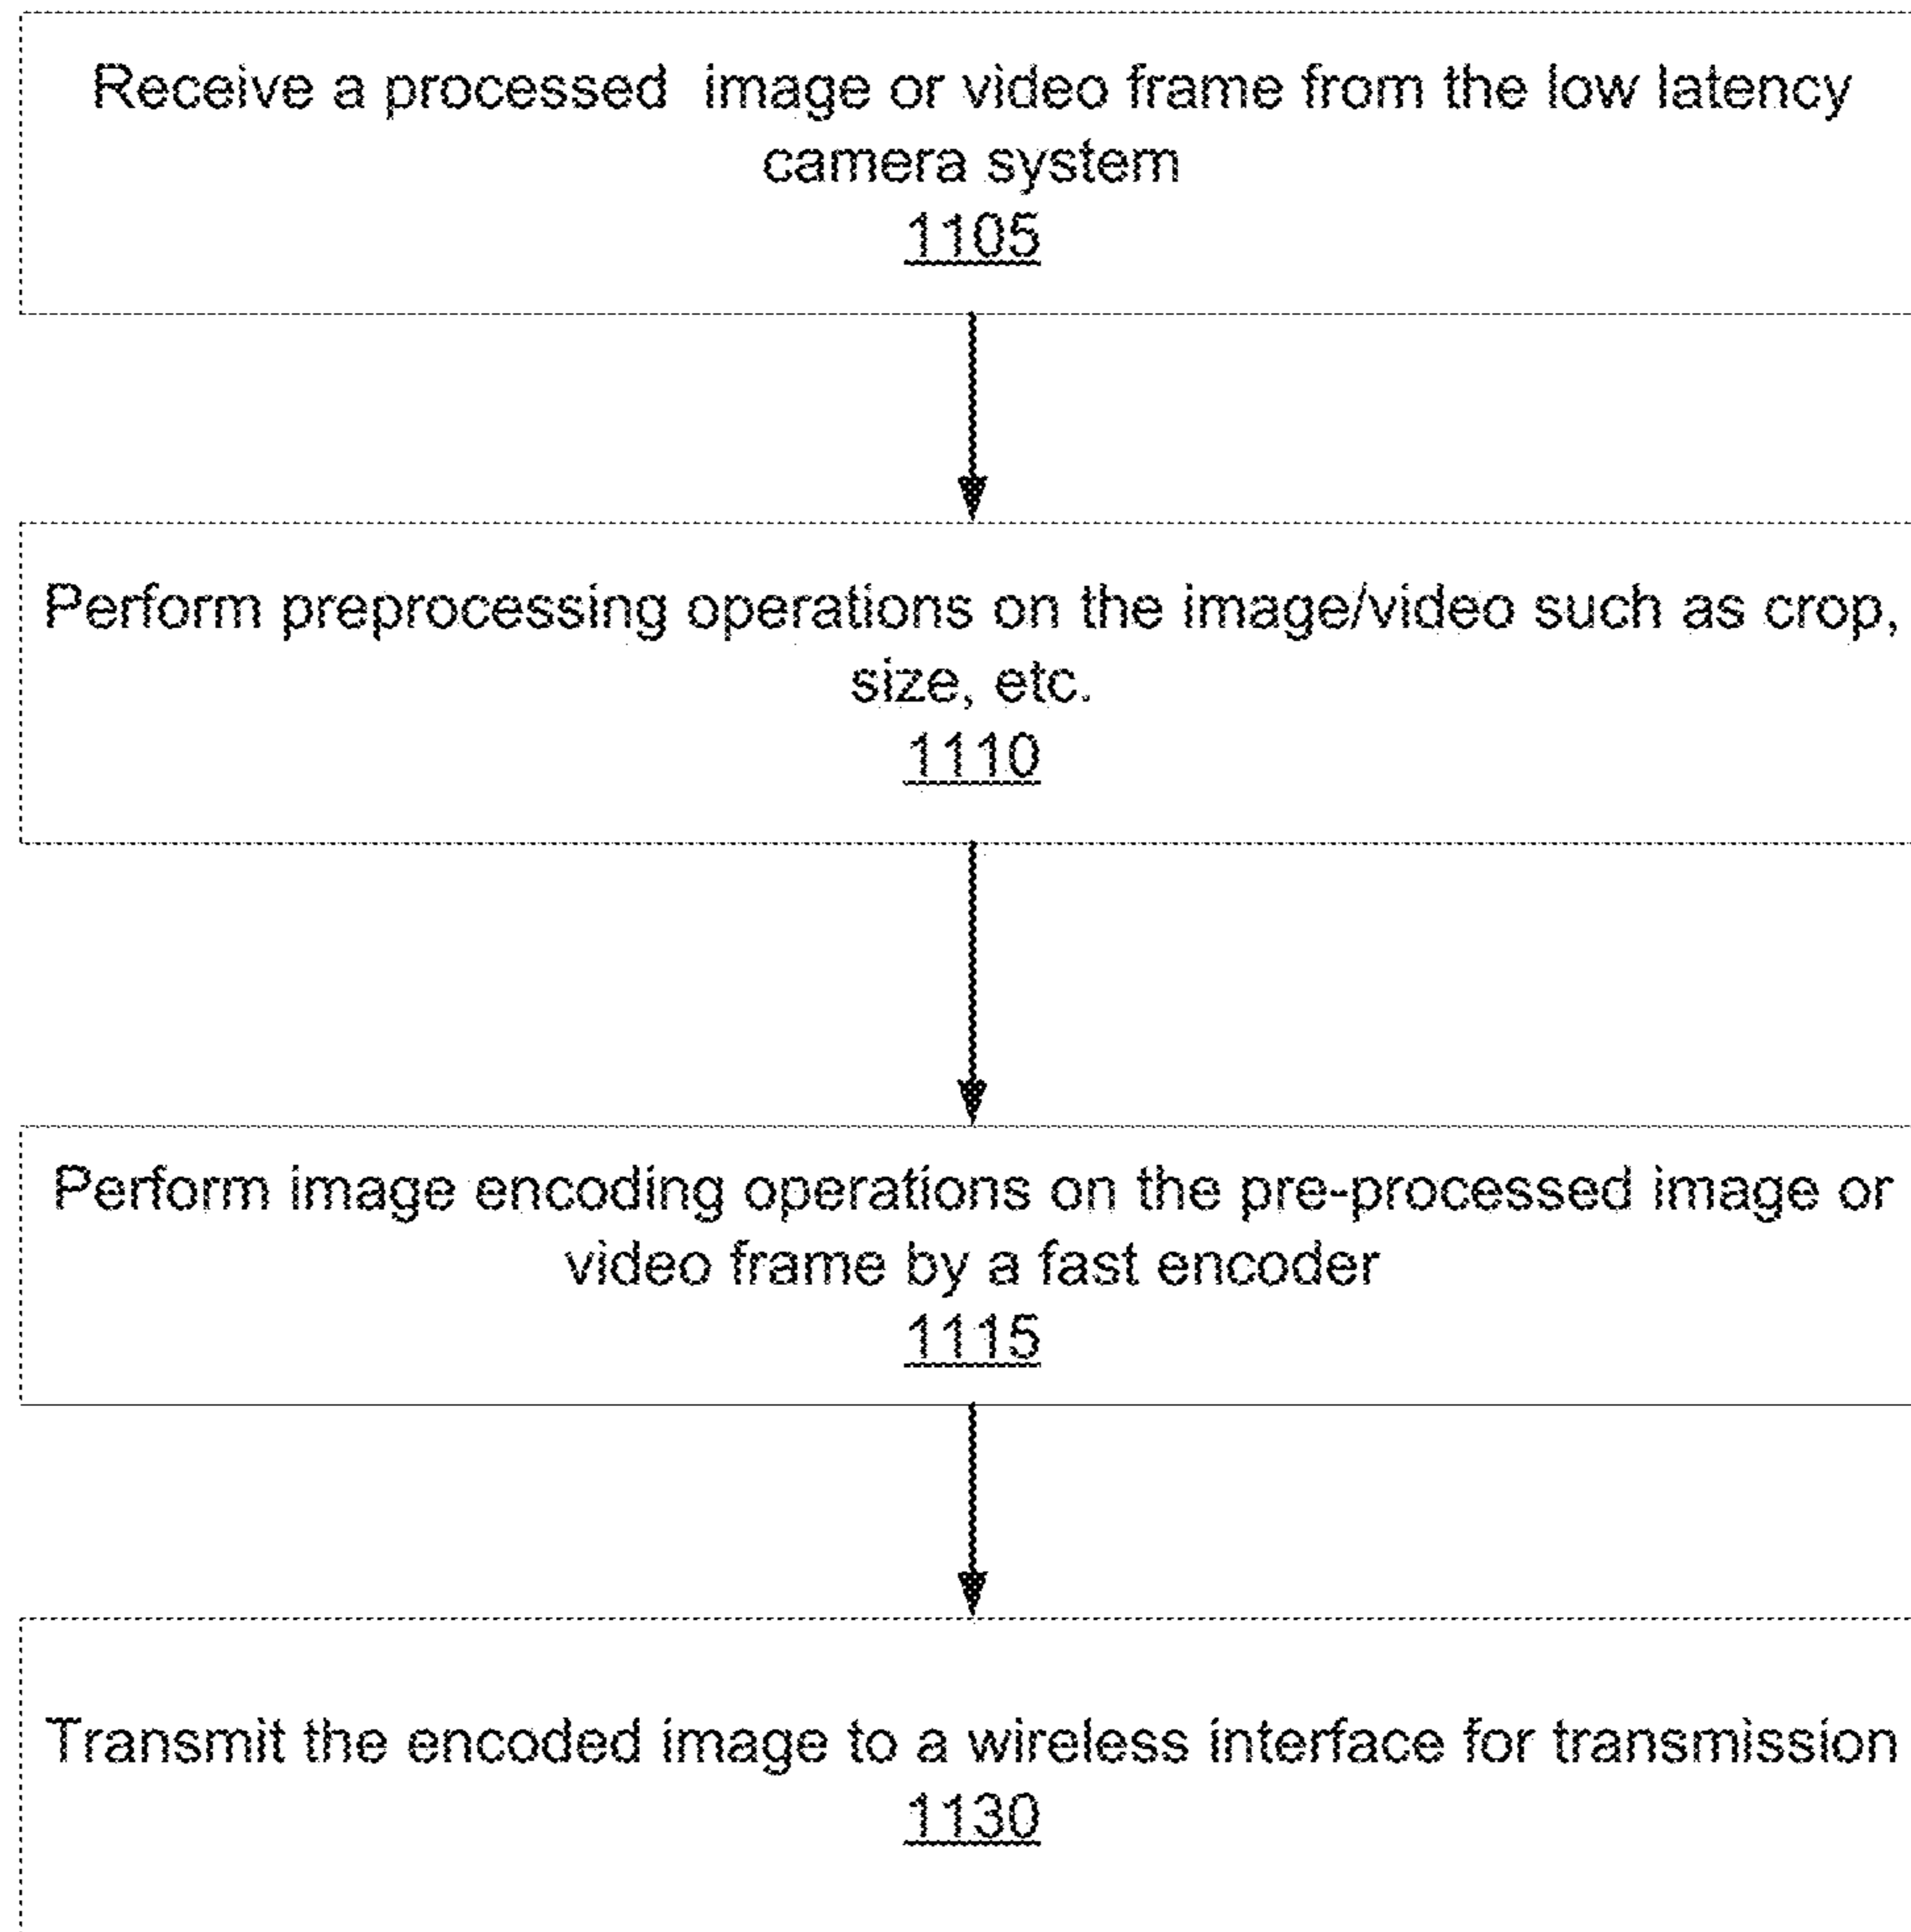 Receive a processed image or video frame from the low latency
camera system
1105
Perform preprocessing operations on the image/video such as crop,
size, etc.
1110
Perform image encoding operations on the pre-processed image or
video frame by a fast encoder
1115
Transmit the encoded image to a wireless interface for transmission
1130